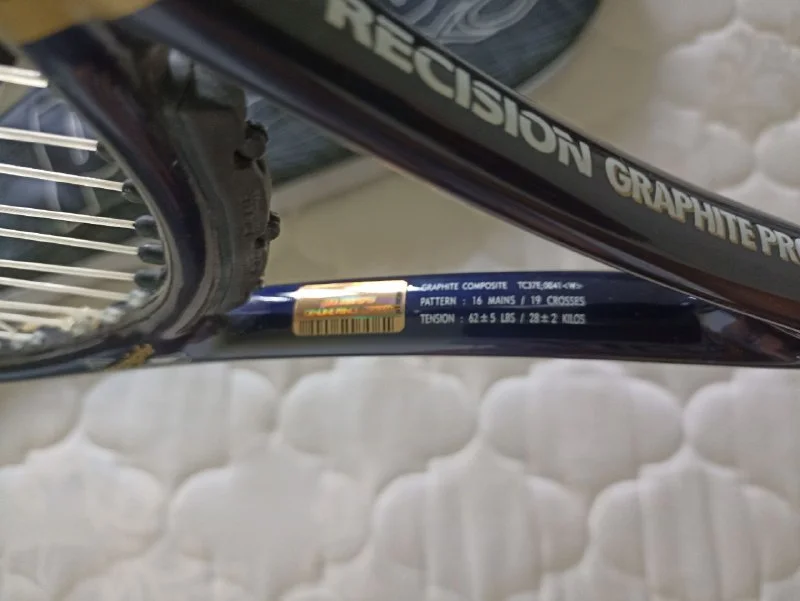 RECISION GRAPHITE PRO
GRAPHITE COMPOSITE TC37E;0841<W>
PATTERN : 16 MAINS / 19 CROSSES
TENSION : 62±5 LBS / 28±2 KILOS